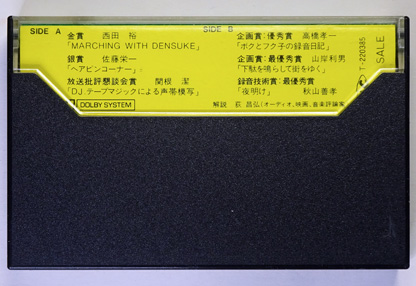 SIDE A
金賞 西田 裕
「MARCHING WITH DENSUKE」
銀賞 佐藤栄一
「ヘアピンコーナー」
放送批評懇談会賞 関根 潔
「D.J.テープマジックによる声帯模写」
DOLBY SYSTEM
SIDE B
企画賞:優秀賞 高橋孝一
「ボクとフク子の録音日記」
企画賞:最優秀賞 山岸利男
「下駄を鳴らして街をゆく」
録音技術賞:最優秀賞
「夜明け」 秋山善孝
解説 荻 昌弘(オーディオ、映画、音楽評論家)
T-220385
SALE